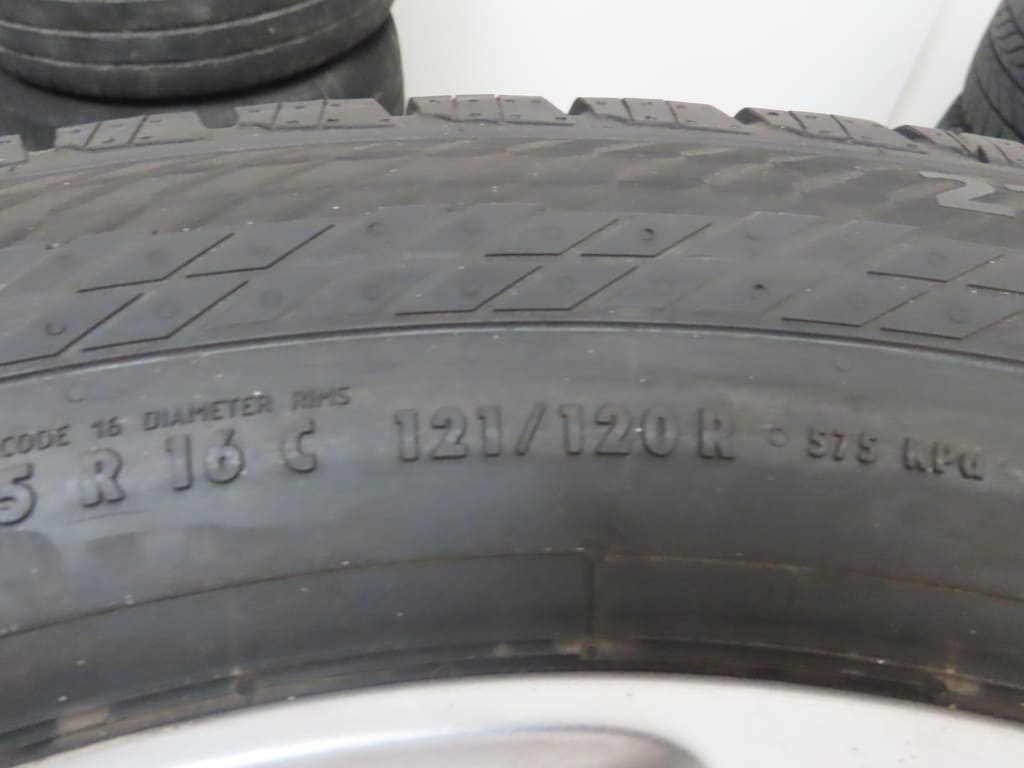 CODE 16 DIAMETER RIMS
5 R 16 C 121/120 R 575 KPa